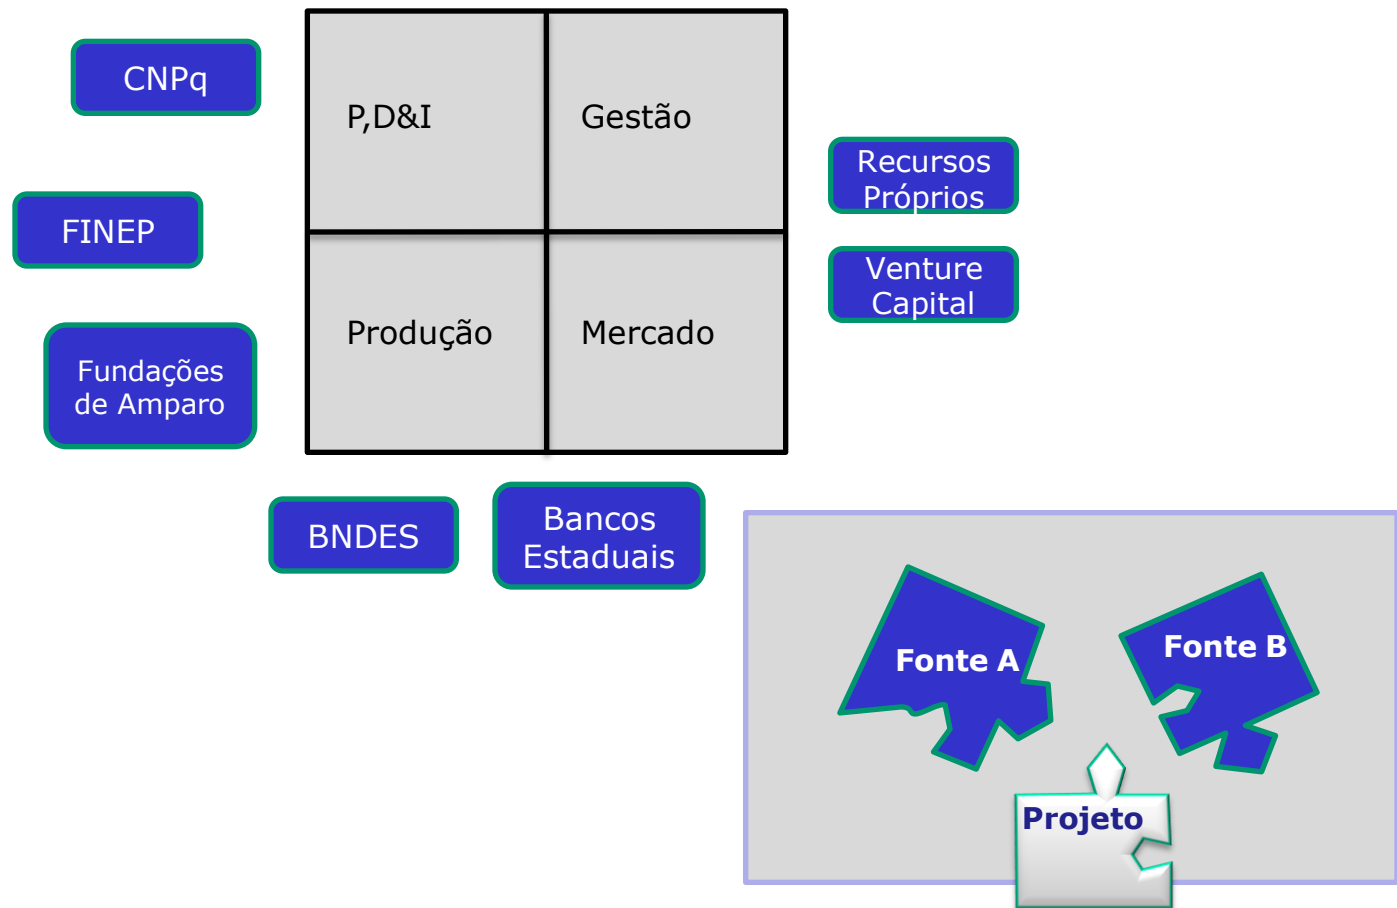 CNPq
P,D&I
Gestão
Recursos
Próprios
FINEP
Venture
Capital
Produção
Mercado
Fundações
de Amparo
BNDES
Bancos
Estaduais
Fonte A
Fonte B
Projeto